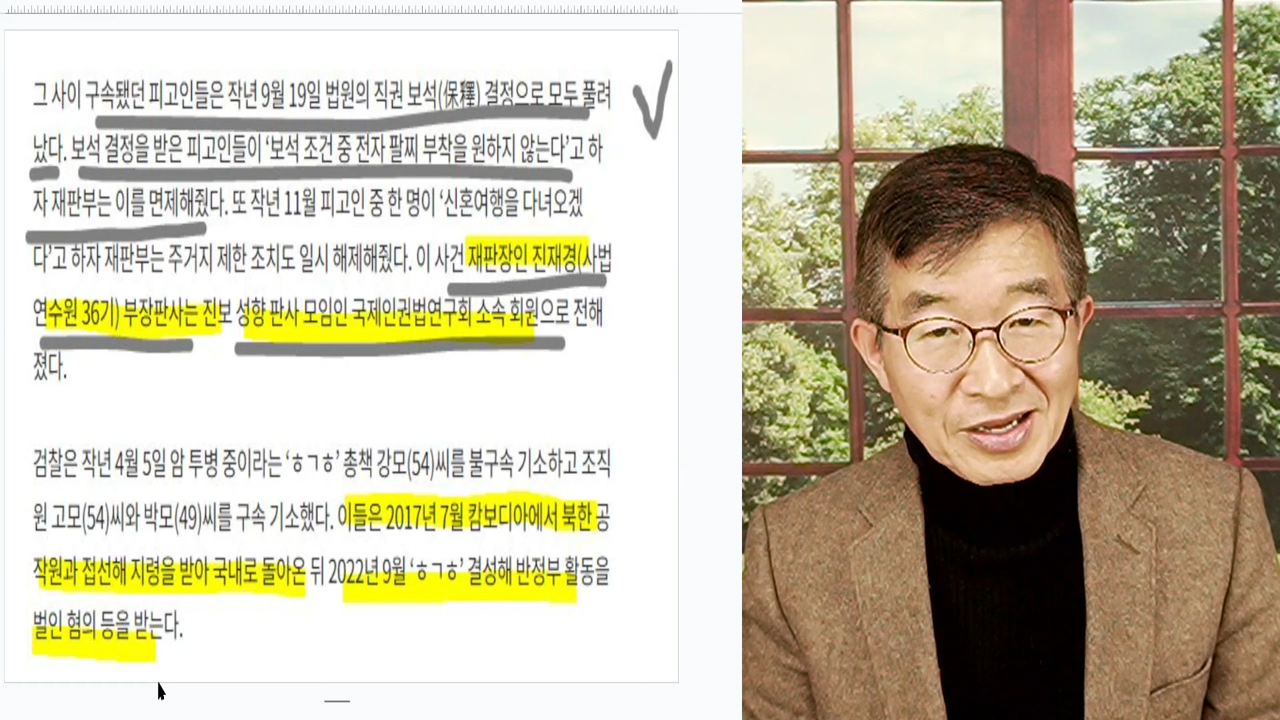 그 사이 구속됐던 피고인들은 작년 9월 19일 법원의 직권 보석((保釋) 결정으로 모두 풀려
났다. 보석 결정을 받은 피고인들이 ‘보석 조건 중 전자 팔찌 부착을 원하지 않는다’고 하
자 재판부는 이를 면제해줬다. 또 작년 11월 피고인 중 한 명이 ‘신혼여행을 다녀오겠
다’고 하자 재판부는 주거지 제한 조치도 일시 해제해줬다. 이 사건 재판장인 진재경(사법
연수원 36기) 부장판사는 진보 성향 판사 모임인 국제인권법연구회 소속 회원으로 전해
졌다.
검찰은 작년 4월 5일 암 투병 중이라는 ‘ㅎㄱㅎ’ 총책 강모(54)씨를 불구속 기소하고 조직
원 고모(54)씨와 박모(49)씨를 구속 기소했다. 이들은 2017년 7월 캄보디아에서 북한 공
작원과 접선해 지령을 받아 국내로 돌아온 뒤 2022년 9월 ‘ㅎㄱㅎ’ 결성해 반정부 활동을
벌인 혐의 등을 받는다.